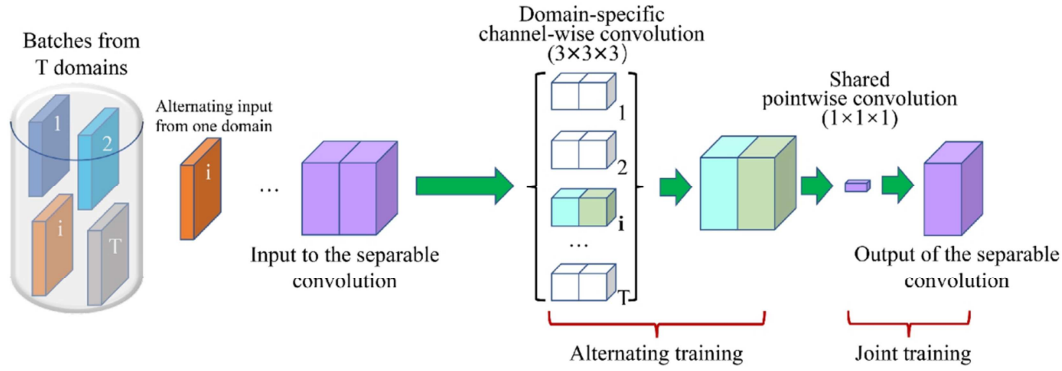 Batches from
T domains
1
2
i
T
Alternating input
from one domain
i
...
Input to the separable
convolution
Domain-specific
channel-wise convolution
(3×3×3)
1
2
i
...
T
Shared
pointwise convolution
(1×1×1)
Output of the separable
convolution
Alternating training
Joint training